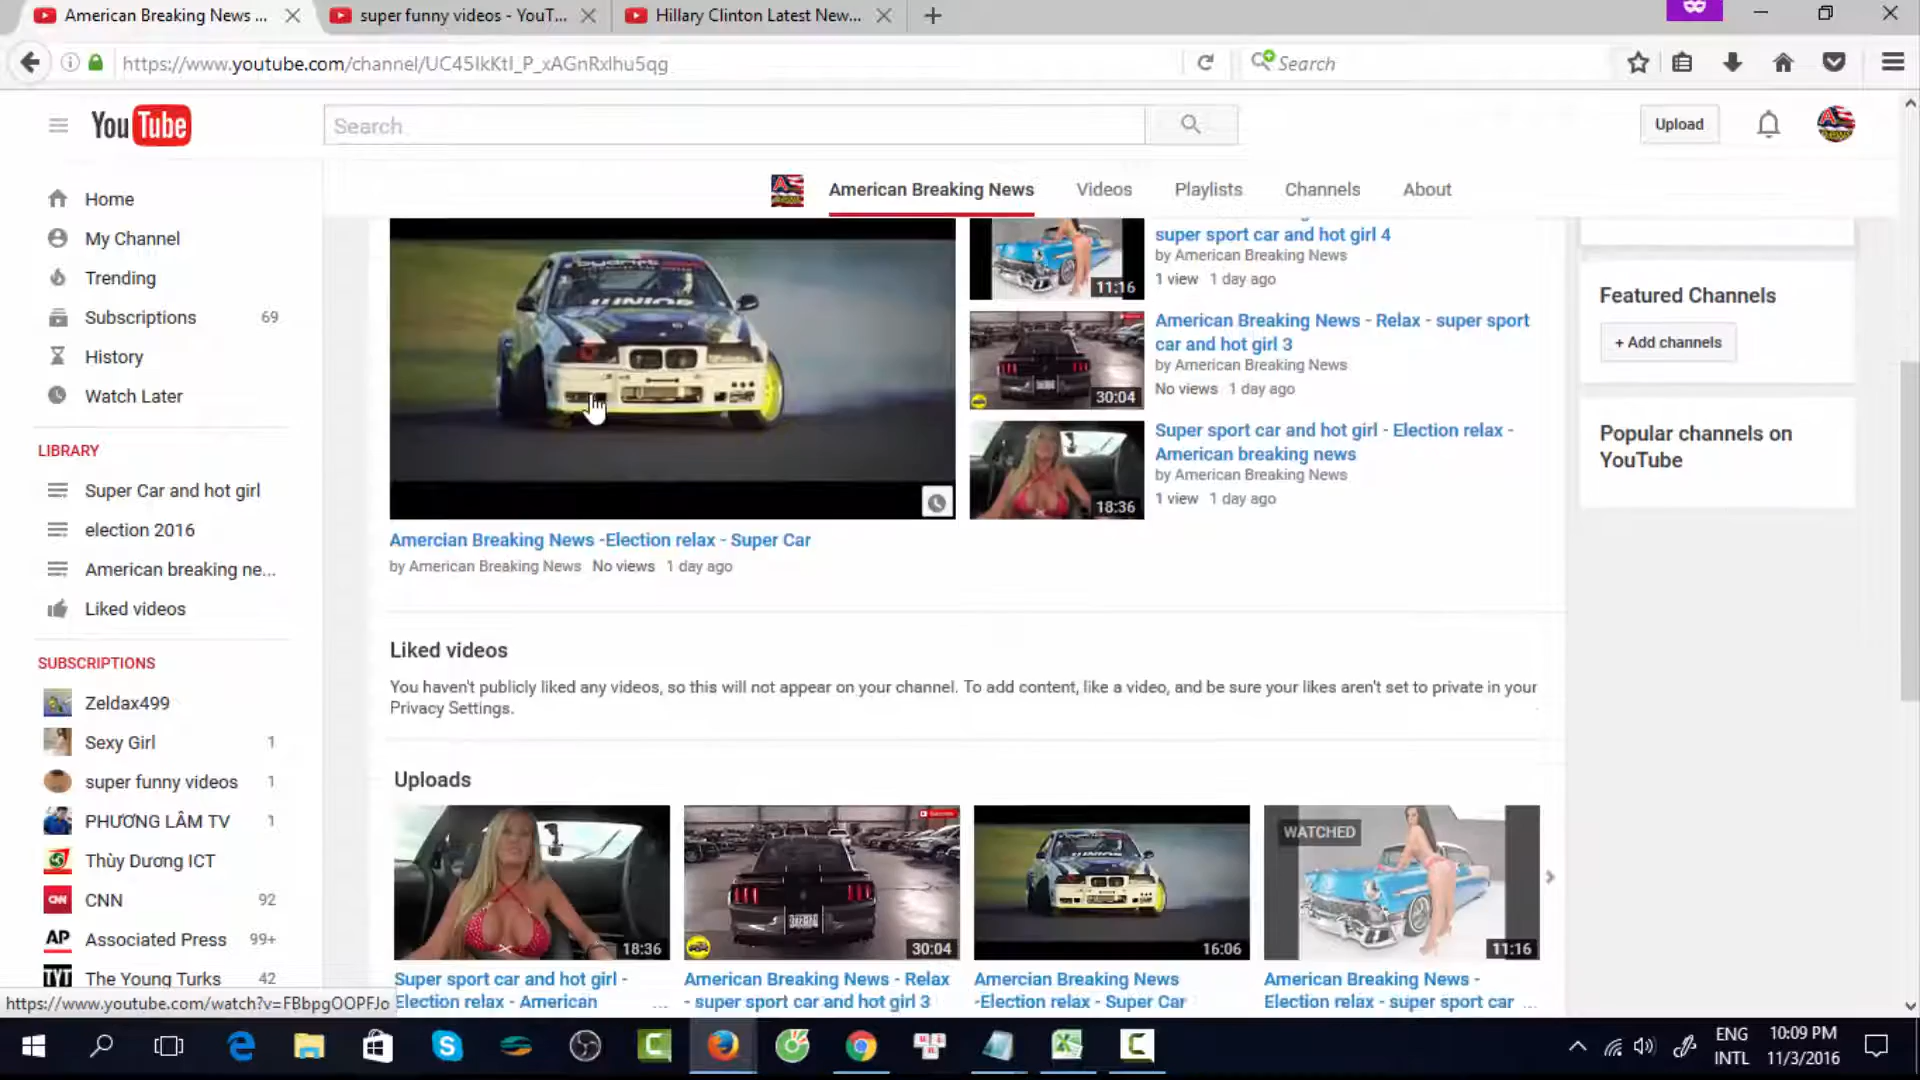 American Breaking News ...
super funny videos - YouT...
Hillary Clinton Latest New...
https://www.youtube.com/channel/UC45IkKtI_P_xAGnRxlhu5qg
Search
YouTube
Search
Upload
American Breaking News
Videos
Playlists
Channels
About
Home
My Channel
Trending
Subscriptions 69
History
Watch Later
LIBRARY
Super Car and hot girl
election 2016
American breaking ne...
Liked videos
SUBSCRIPTIONS
Zeldax499
Sexy Girl 1
super funny videos 1
PHƯƠNG LÂM TV 1
Thùy Dương ICT
CNN 92
Associated Press 99+
The Young Turks 42
https://www.youtube.com/watch?v=FBbpgOOPFJo
Amercian Breaking News -Election relax - Super Car
by American Breaking News No views 1 day ago
super sport car and hot girl 4
by American Breaking News
1 view 1 day ago
11:16
American Breaking News - Relax - super sport
car and hot girl 3
by American Breaking News
No views 1 day ago
30:04
Super sport car and hot girl - Election relax -
American breaking news
by American Breaking News
1 view 1 day ago
18:36
Featured Channels
+ Add channels
Popular channels on
YouTube
Liked videos
You haven't publicly liked any videos, so this will not appear on your channel. To add content, like a video, and be sure your likes aren't set to private in your
Privacy Settings.
Uploads
18:36
Super sport car and hot girl -
Election relax - American ...
30:04
American Breaking News - Relax
- super sport car and hot girl 3
16:06
Amercian Breaking News
-Election relax - Super Car
WATCHED
11:16
American Breaking News -
Election relax - super sport car ...
ENG
INTL
10:09 PM
11/3/2016